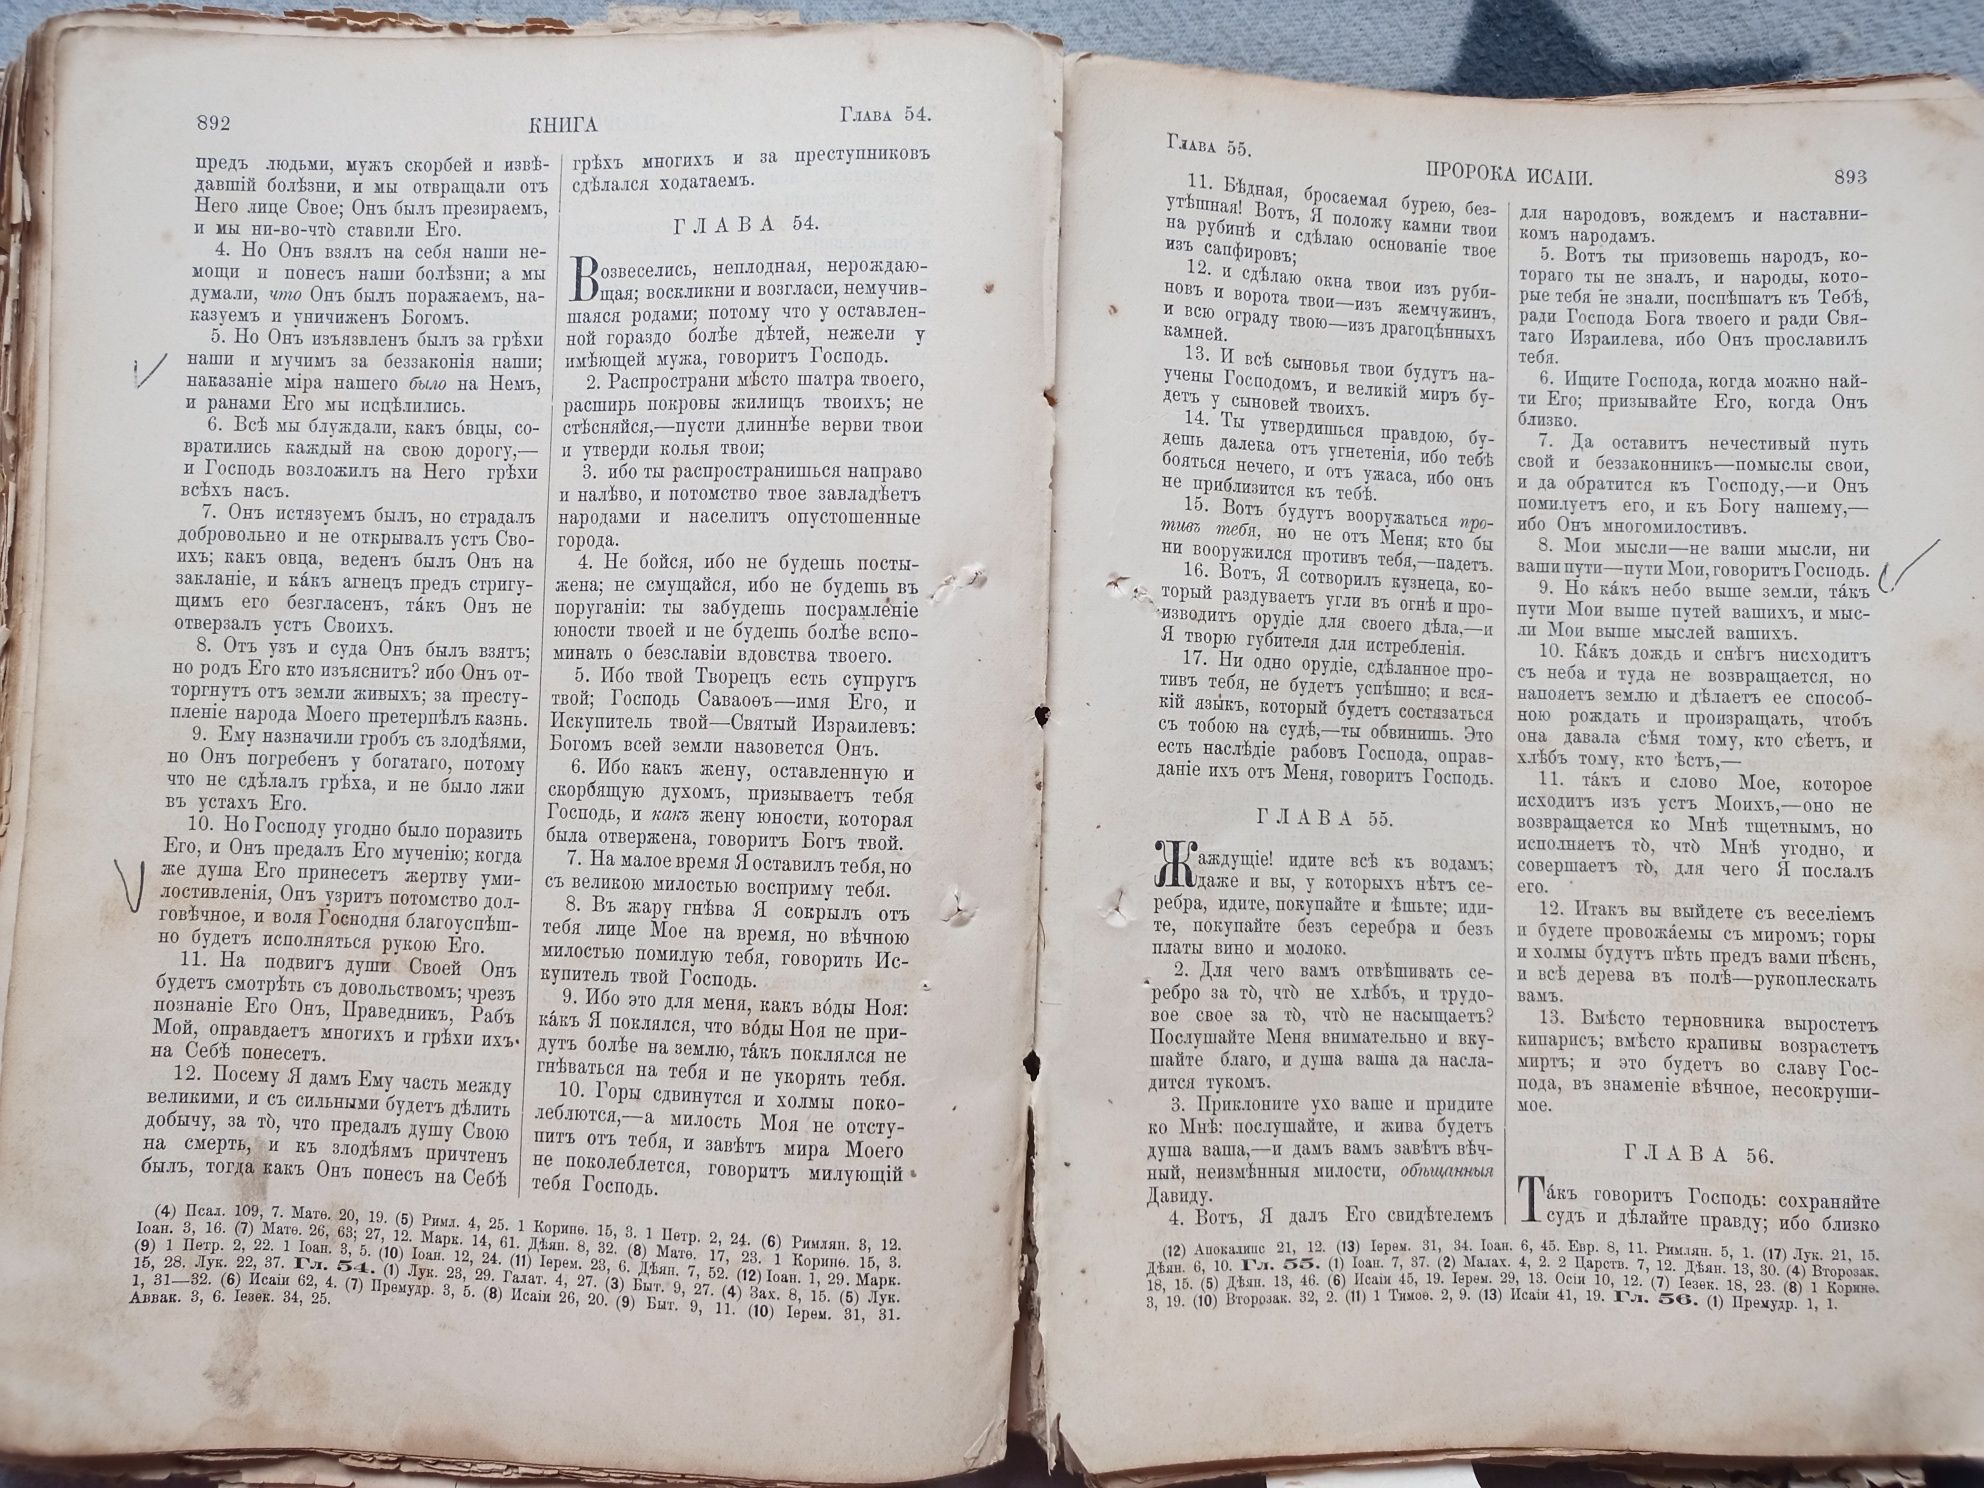 892
КНИГА
Глава 54.
предъ людьми, мужъ скорбей и извѣ-
давшій болѣзни, и мы отвращали отъ
Него лице Свое; Онъ былъ презираемъ,
и мы ни-во-что̀ ставили Его.
4. Но Онъ взялъ на себя наши не-
мощи и понесъ наши болѣзни; а мы
думали, что Онъ былъ поражаемъ, на-
казуемъ и уничиженъ Богомъ.
5. Но Онъ изъязвленъ былъ за грѣхи
наши и мучимъ за беззаконія наши;
наказаніе міра нашего было на Немъ,
и ранами Его мы исцѣлились.
6. Всѣ мы блуждали, какъ о́вцы, со-
вратились каждый на свою дорогу,—
и Господь возложилъ на Него грѣхи
всѣхъ насъ.
7. Онъ истязуемъ былъ, но страдалъ
добровольно и не открывалъ устъ Сво-
ихъ; какъ овца, веденъ былъ Онъ на
закланіе, и ка́къ агнецъ предъ стригу-
щимъ его безгласенъ, та́къ Онъ не
отверзалъ устъ Своихъ.
8. Отъ узъ и суда Онъ былъ взятъ;
но родъ Его кто изъяснитъ? ибо Онъ от-
торгнутъ отъ земли живыхъ; за престу-
пленіе народа Моего претерпѣлъ казнь.
9. Ему назначили гробъ съ злодѣями,
но Онъ погребенъ у богатаго, потому
что не сдѣлалъ грѣха, и не было лжи
въ устахъ Его.
10. Но Господу угодно было поразить
Его, и Онъ предалъ Его мученію; когда
же душа Его принесетъ жертву уми-
лостивленія, Онъ узритъ потомство дол-
говѣчное, и воля Господня благоуспѣш-
но будетъ исполняться рукою Его.
11. На подвигъ души Своей Онъ
будетъ смотрѣть съ довольствомъ; чрезъ
познаніе Его Онъ, Праведникъ, Рабъ
Мой, оправдаетъ многихъ и грѣхи ихъ
на Себѣ понесетъ.
12. Посему Я дамъ Ему часть между
великими, и съ сильными будетъ дѣлить
добычу, за то̀, что предалъ душу Свою
на смерть, и къ злодѣямъ причтенъ
былъ, тогда какъ Онъ понесъ на Себѣ
грѣхъ многихъ и за преступниковъ
сдѣлался ходатаемъ.
ГЛАВА 54.
Возвеселись, неплодная, нерождаю-
щая; воскликни и возгласи, немучив-
шаяся родами; потому что у оставлен-
ной гораздо болѣе дѣтей, нежели у
имѣющей мужа, говоритъ Господь.
2. Распространи мѣсто шатра твоего,
расширь покровы жилищъ твоихъ; не
стѣсняйся,—пусти длиннѣе верви твои
и утверди колья твои;
3. ибо ты распространишься направо
и налѣво, и потомство твое завладѣетъ
народами и населитъ опустошенные
города.
4. Не бойся, ибо не будешь посты-
жена; не смущайся, ибо не будешь въ
поруганіи: ты забудешь посрамленіе
юности твоей и не будешь болѣе вспо-
минать о безславіи вдовства твоего.
5. Ибо твой Творецъ есть супругъ
твой; Господь Саваоѳъ—имя Его, и
Искупитель твой—Святый Израилевъ:
Богомъ всей земли назовется Онъ.
6. Ибо какъ жену, оставленную и
скорбящую духомъ, призываетъ тебя
Господь, и какъ жену юности, которая
была отвержена, говоритъ Богъ твой.
7. На малое время Я оставилъ тебя, но
съ великою милостью восприму тебя.
8. Въ жару гнѣва Я сокрылъ отъ
тебя лице Мое на время, но вѣчною
милостью помилую тебя, говорить Ис-
купитель твой Господь.
9. Ибо это для меня, какъ во́ды Ноя:
ка́къ Я поклялся, что во́ды Ноя не при-
дутъ болѣе на землю, та́къ поклялся не
гнѣваться на тебя и не укорять тебя.
10. Горы сдвинутся и холмы поко-
леблются,—а милость Моя не отсту-
питъ отъ тебя, и завѣтъ мира Моего
не поколеблется, говоритъ милующій
тебя Господь.
(4) Псал. 109, 7. Матѳ. 20, 19. (5) Римл. 4, 25. 1 Коринѳ. 15, 3. 1 Петр. 2, 24. (6) Римлян. 3, 12.
Іоан. 3, 16. (7) Матѳ. 26, 63; 27, 12. Марк. 14, 61. Дѣян. 8, 32. (8) Матѳ. 17, 23. 1 Коринѳ. 15, 3.
(9) 1 Петр. 2, 22. 1 Іоан. 3, 5. (10) Іоан. 12, 24. (11) Іерем. 23, 6. Дѣян. 7, 52. (12) Іоан. 1, 29. Марк.
15, 28. Лук. 22, 37. Гл. 54. (1) Лук. 23, 29. Галат. 4, 27. (3) Быт. 9, 27. (4) Зах. 8, 15. (5) Лук.
1, 31—32. (6) Исаіи 62, 4. (7) Премудр. 3, 5. (8) Исаіи 26, 20. (9) Быт. 9, 11. (10) Іерем. 31, 31.
Аввак. 3, 6. Іезек. 34, 25.
Глава 55.
ПРОРОКА ИСАІИ.
893
11. Бѣдная, бросаемая бурею, без-
утѣшная! Вотъ, Я положу камни твои
на рубинѣ и сдѣлаю основаніе твое
изъ сапфировъ;
12. и сдѣлаю окна твои изъ руби-
новъ и ворота твои—изъ жемчужинъ,
и всю ограду твою—изъ драгоцѣнныхъ
камней.
13. И всѣ сыновья твои будутъ на-
учены Господомъ, и великій миръ бу-
детъ у сыновей твоихъ.
14. Ты утвердишься правдою, бу-
дешь далека отъ угнетенія, ибо тебѣ
бояться нечего, и отъ ужаса, ибо онъ
не приблизится къ тебѣ.
15. Вотъ будутъ вооружаться про-
тивъ тебя, но не отъ Меня; кто бы
ни вооружился противъ тебя,—падетъ.
16. Вотъ, Я сотворилъ кузнеца, ко-
торый раздуваетъ угли въ огнѣ и про-
изводитъ орудіе для своего дѣла,—и
Я творю губителя для истребленія.
17. Ни одно орудіе, сдѣланное про-
тивъ тебя, не будетъ успѣшно; и вся-
кій языкъ, который будетъ состязаться
съ тобою на судѣ,—ты обвинишь. Это
есть наслѣдіе рабовъ Господа, оправ-
даніе ихъ отъ Меня, говоритъ Господь.
ГЛАВА 55.
Жаждущіе! идите всѣ къ водамъ;
даже и вы, у которыхъ нѣтъ се-
ребра, идите, покупайте и ѣшьте; иди-
те, покупайте безъ серебра и безъ
платы вино и молоко.
2. Для чего вамъ отвѣшивать се-
ребро за то̀, что̀ не хлѣбъ, и трудо-
вое свое за то̀, что̀ не насыщаетъ?
Послушайте Меня внимательно и вку-
шайте благо, и душа ваша да насла-
дится тукомъ.
3. Приклоните ухо ваше и придите
ко Мнѣ: послушайте, и жива будетъ
душа ваша,—и дамъ вамъ завѣтъ вѣч-
ный, неизмѣнныя милости, обѣщанныя
Давиду.
4. Вотъ, Я далъ Его свидѣтелемъ
для народовъ, вождемъ и наставни-
комъ народамъ.
5. Вотъ ты призовешь народъ, ко-
тораго ты не зналъ, и народы, кото-
рые тебя не знали, поспѣшатъ къ Тебѣ,
ради Господа Бога твоего и ради Свя-
таго Израилева, ибо Онъ прославилъ
тебя.
6. Ищите Господа, когда можно най-
ти Его; призывайте Его, когда Онъ
близко.
7. Да оставитъ нечестивый путь
свой и беззаконникъ—помыслы свои,
и да обратится къ Господу,—и Онъ
помилуетъ его, и къ Богу нашему,—
ибо Онъ многомилостивъ.
8. Мои мысли—не ваши мысли, ни
ваши пути—пути Мои, говоритъ Господь.
9. Но ка́къ небо выше земли, та́къ
пути Мои выше путей вашихъ, и мыс-
ли Мои выше мыслей вашихъ.
10. Ка́къ дождь и снѣгъ нисходитъ
съ неба и туда не возвращается, но
напояетъ землю и дѣлаетъ ее способ-
ною рождать и произращать, чтобъ
она давала сѣмя тому, кто сѣетъ, и
хлѣбъ тому, кто ѣстъ,—
11. та́къ и слово Мое, которое
исходитъ изъ устъ Моихъ,—оно не
возвращается ко Мнѣ тщетнымъ, но
исполняетъ то̀, что̀ Мнѣ угодно, и
совершаетъ то̀, для чего Я послалъ
его.
12. Итакъ вы выйдете съ веселіемъ
и будете провожа́емы съ миромъ; горы
и холмы будутъ пѣть предъ вами пѣснь,
и всѣ дерева въ полѣ—рукоплескать
вамъ.
13. Вмѣсто терновника выростетъ
кипарисъ; вмѣсто крапивы возрастетъ
миртъ; и это будетъ во славу Гос-
пода, въ знаменіе вѣчное, несокруши-
мое.
ГЛАВА 56.
Та́къ говоритъ Господь: сохраняйте
судъ и дѣлайте правду; ибо близко
(12) Апокалипс 21, 12. (13) Іерем. 31, 34. Іоан. 6, 45. Евр. 8, 11. Римлян. 5, 1. (17) Лук. 21, 15.
Дѣян. 6, 10. Гл. 55. (1) Іоан. 7, 37. (2) Малах. 4, 2. 2 Царств. 7, 12. Дѣян. 13, 30. (4) Второзак.
18, 15. (5) Дѣян. 13, 46. (6) Исаіи 45, 19. Іерем. 29, 13. Осіи 10, 12. (7) Іезек. 18, 23. (8) 1 Коринѳ.
3, 19. (10) Второзак. 32, 2. (11) 1 Тимоѳ. 2, 9. (13) Исаіи 41, 19. Гл. 56. (1) Премудр. 1, 1.